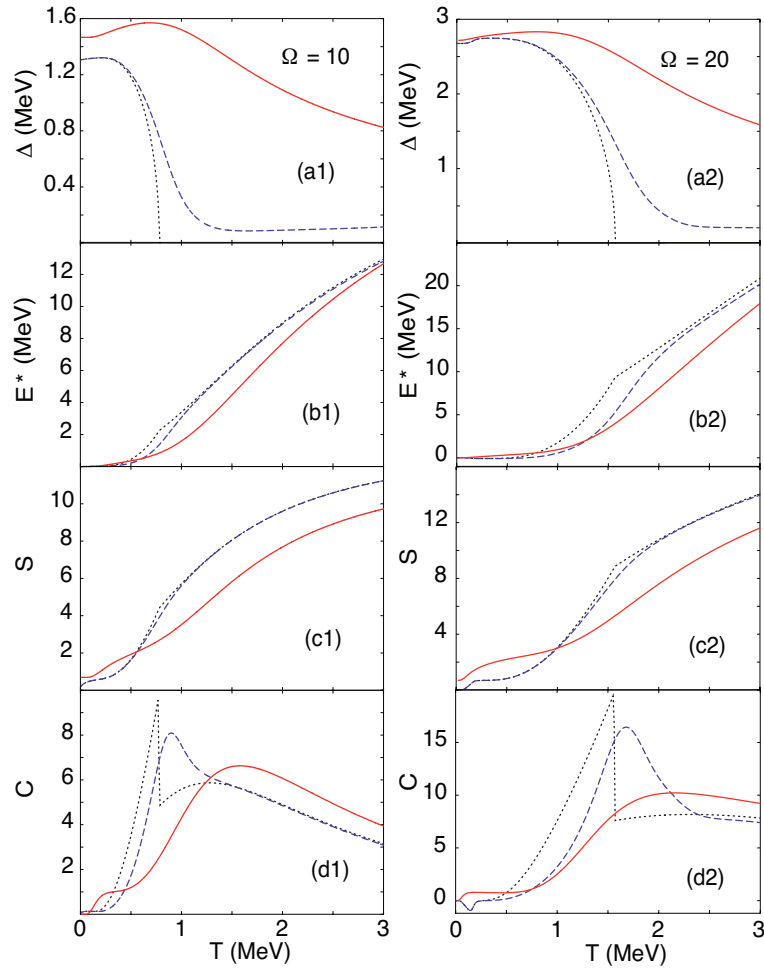 1.6
1.2
0.8
0.4
Δ (MeV)
Ω = 10
(a1)
3
2
1
0
Δ (MeV)
Ω = 20
(a2)
12
10
8
6
4
2
E* (MeV)
(b1)
20
15
10
5
0
E* (MeV)
(b2)
10
8
6
4
2
S
(c1)
12
8
4
S
(c2)
8
6
4
2
C
(d1)
0 1 2 3
T (MeV)
15
10
5
0
C
(d2)
0 1 2 3
T (MeV)